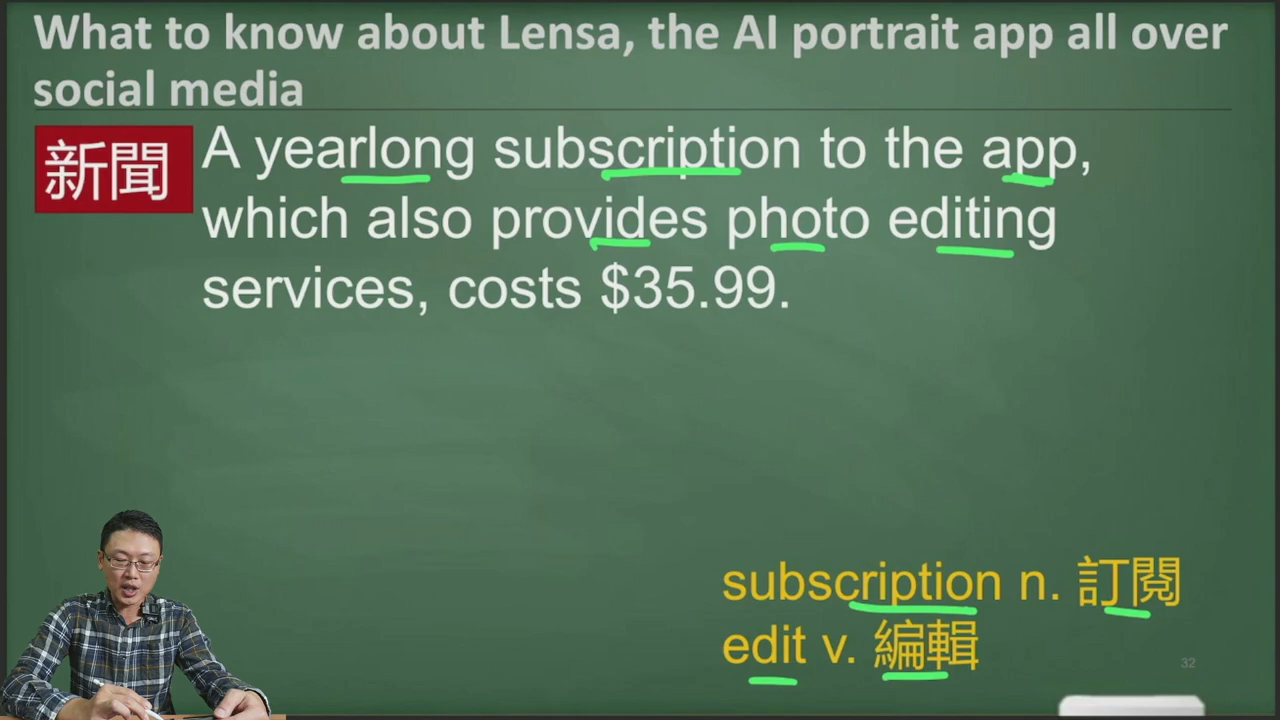 What to know about Lensa, the AI portrait app all over
social media
新聞
A yearlong subscription to the app,
which also provides photo editing
services, costs $35.99.
subscription n. 訂閱
edit v. 編輯
32